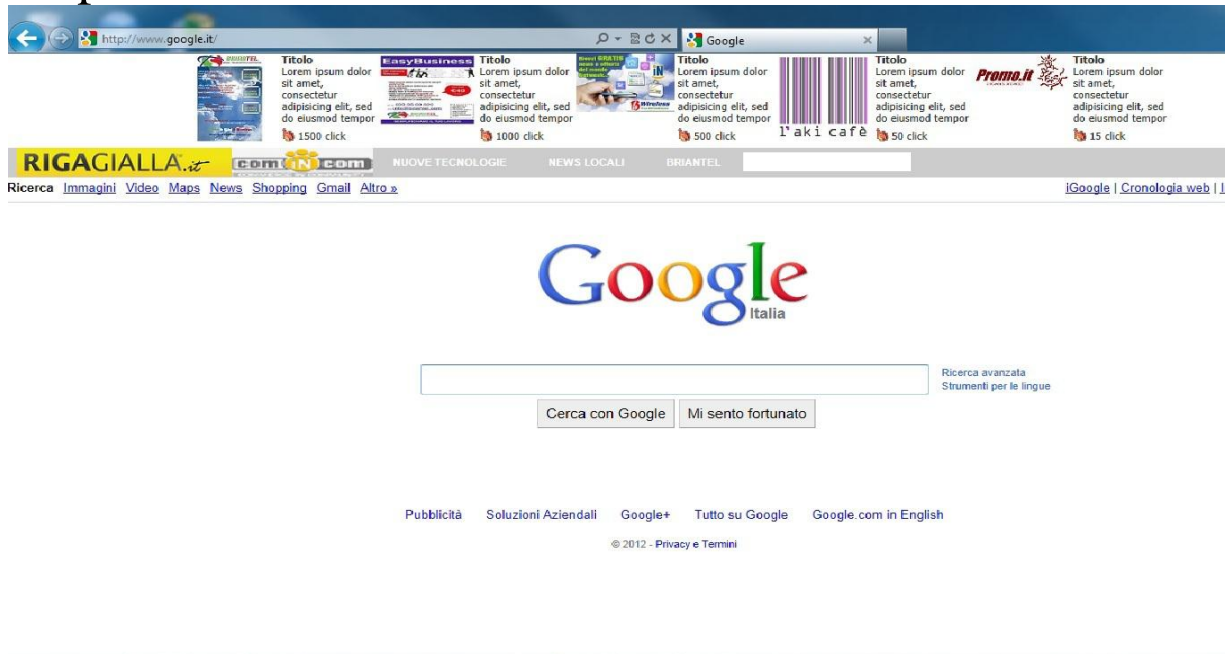 http://www.google.it/
Google
Titolo
Lorem ipsum dolor
sit amet,
consectetur
adipisicing elit, sed
do eiusmod tempor
1500 click
EasyBusiness
Titolo
Lorem ipsum dolor
sit amet,
consectetur
adipisicing elit, sed
do eiusmod tempor
1000 click
Titolo
Lorem ipsum dolor
sit amet,
consectetur
adipisicing elit, sed
do eiusmod tempor
500 click
l'aki cafè
Titolo
Lorem ipsum dolor
sit amet,
consectetur
adipisicing elit, sed
do eiusmod tempor
50 click
Promo.it
Titolo
Lorem ipsum dolor
sit amet,
consectetur
adipisicing elit, sed
do eiusmod tempor
15 click
RIGAGIALLA.it com IN com NUOVE TECNOLOGIE NEWS LOCALI BRIANTEL
Ricerca Immagini Video Maps News Shopping Gmail Altro »
iGoogle | Cronologia web |
Google
Italia
Ricerca avanzata
Strumenti per le lingue
Cerca con Google Mi sento fortunato
Pubblicità Soluzioni Aziendali Google+ Tutto su Google Google.com in English
© 2012 - Privacy e Termini